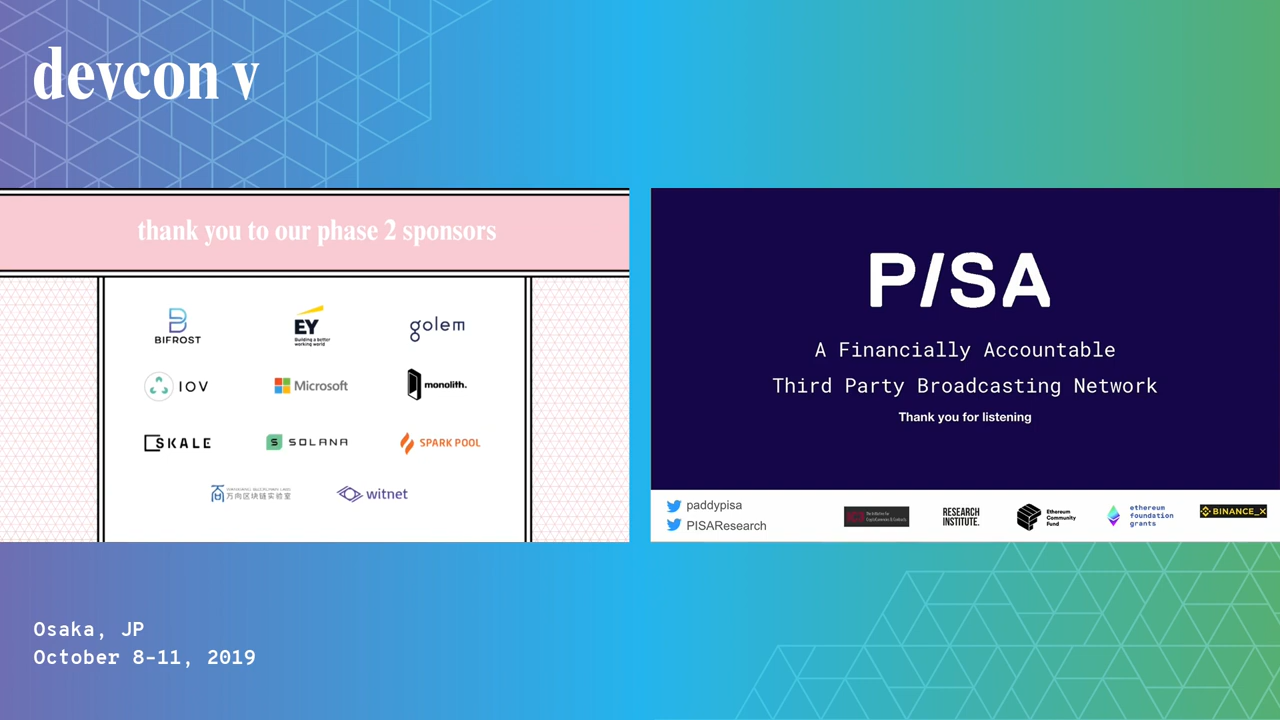 devcon v
thank you to our phase 2 sponsors
BIFROST
EY
Building a better
working world
golem
IOV
Microsoft
monolith.
SKALE
SOLANA
SPARK POOL
万向区块链实验室
witnet
P/SA
A Financially Accountable
Third Party Broadcasting Network
Thank you for listening
paddypisa
PISAResearch
RESEARCH
INSTITUTE.
Ethereum
Community
Fund
ethereum
foundation
grants
BINANCE_X
Osaka, JP
October 8-11, 2019